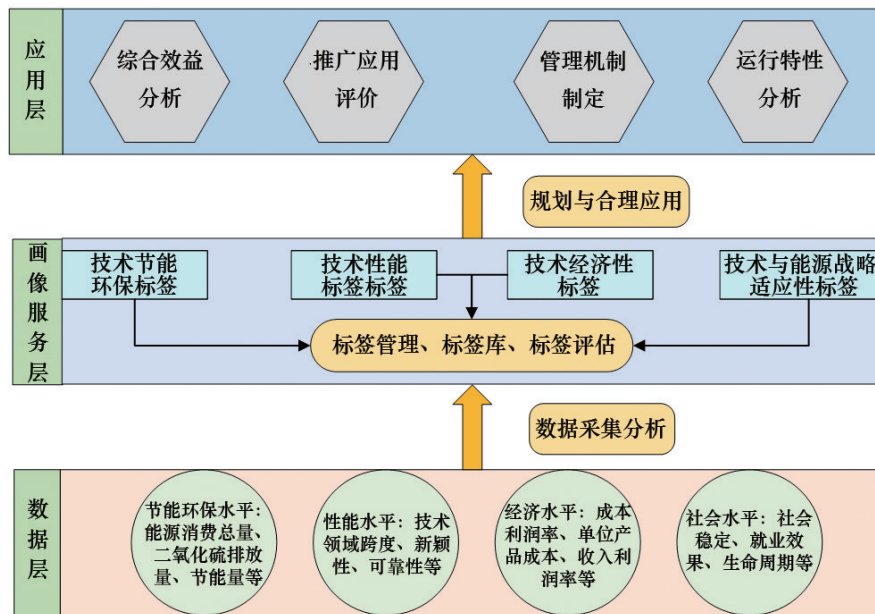 应用层
综合效益
分析
推广应用
评价
管理机制
制定
运行特性
分析
规划与合理应用
画像服务层
技术节能
环保标签
技术性能
标签标签
技术经济性
标签
技术与能源战略
适应性标签
标签管理、标签库、标签评估
数据采集分析
数据层
节能环保水平:
能源消费总量、
二氧化硫排放
量、节能量等
性能水平：技术
领域跨度、新颖
性、可靠性等
经济水平：成本
利润率、单位产
品成本、收入利
润率等
社会水平：社会
稳定、就业效
果、生命周期等